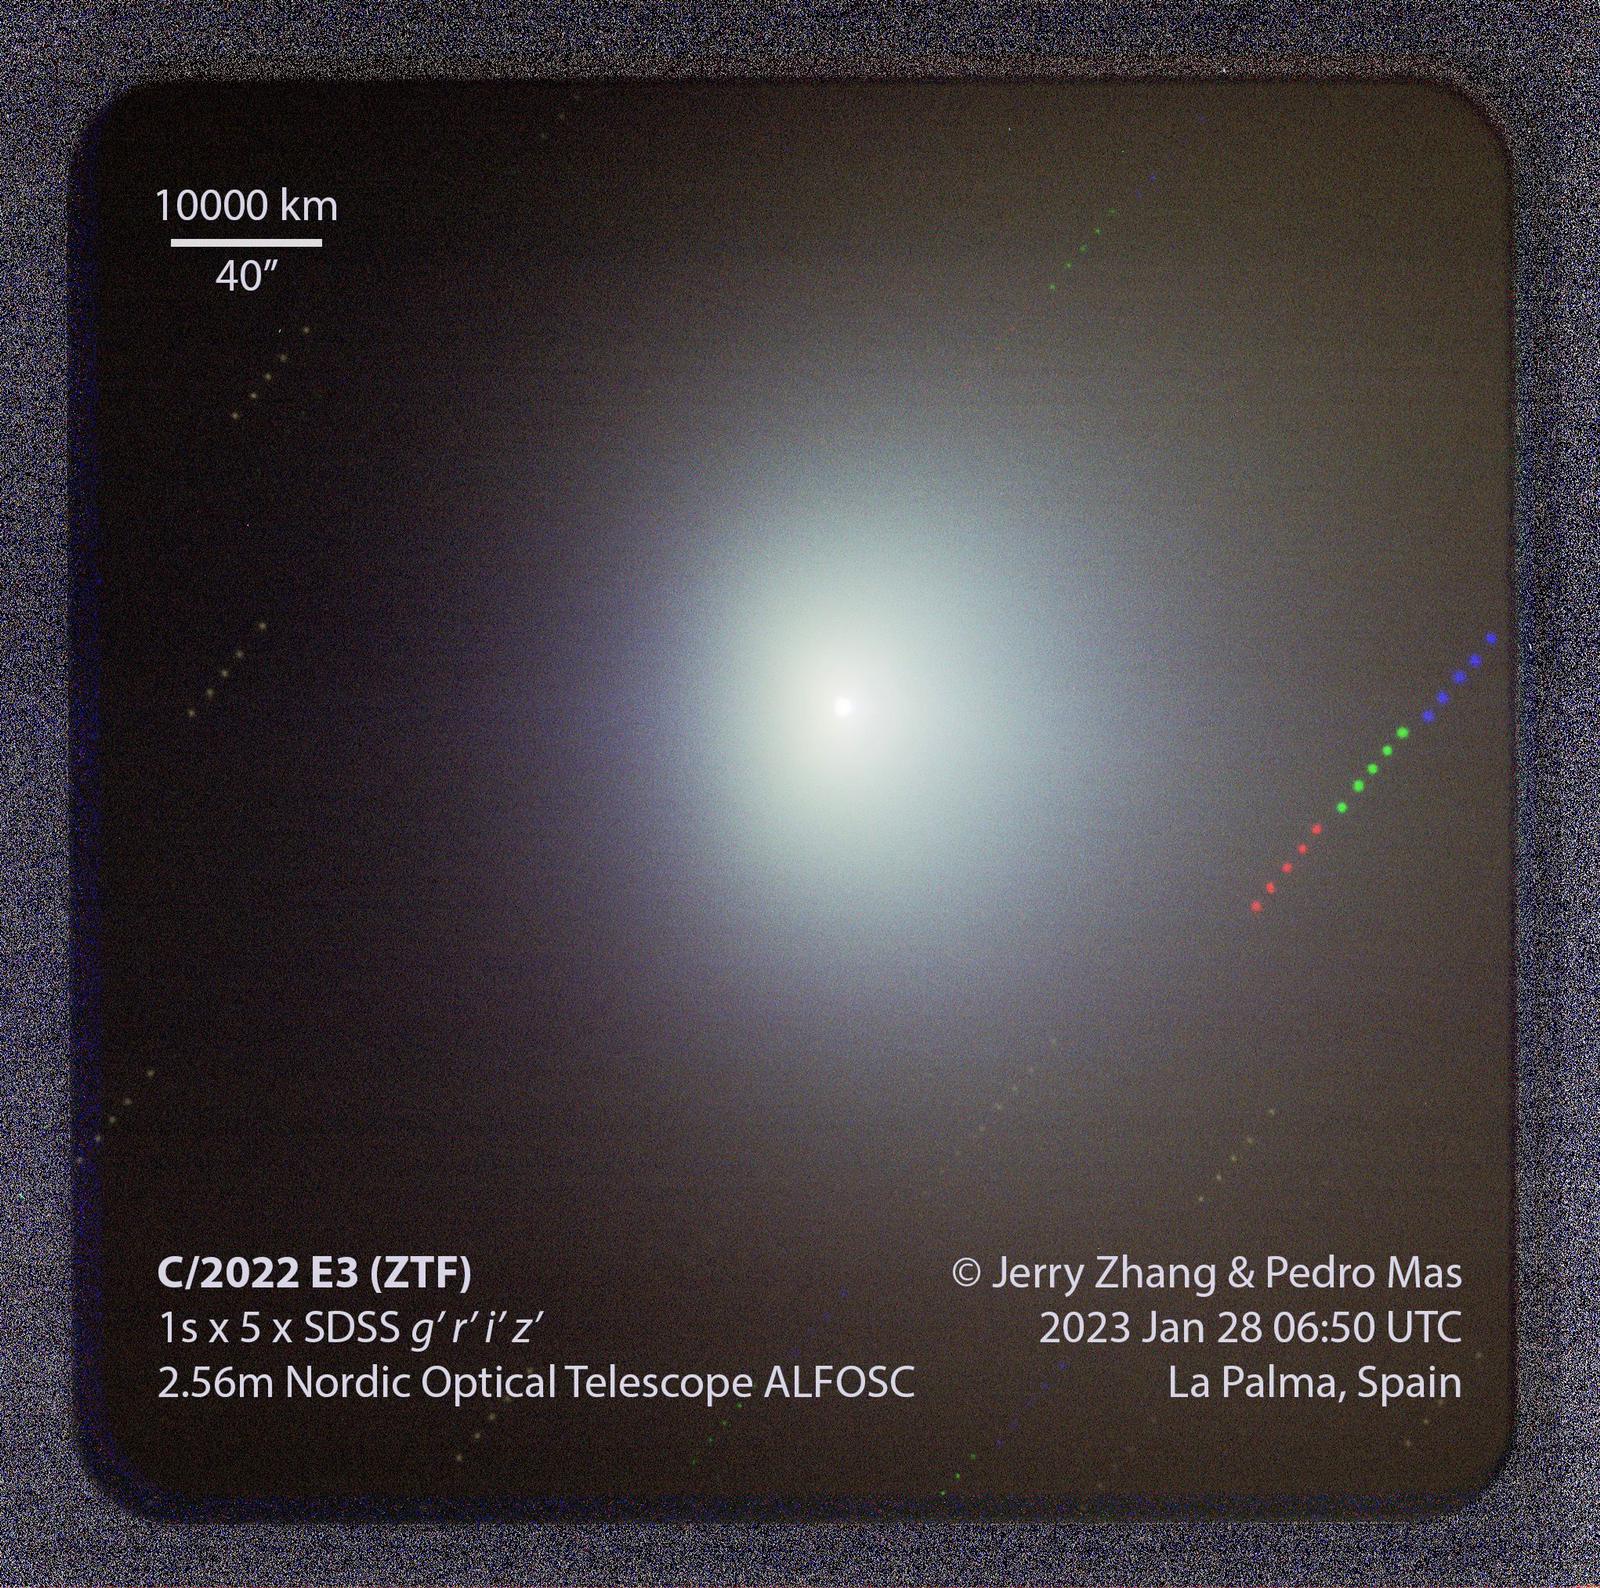 10000 km
40″
C/2022 E3 (ZTF)
1s x 5 x SDSS g′ r′ i′ z′
2.56m Nordic Optical Telescope ALFOSC
© Jerry Zhang & Pedro Mas
2023 Jan 28 06:50 UTC
La Palma, Spain